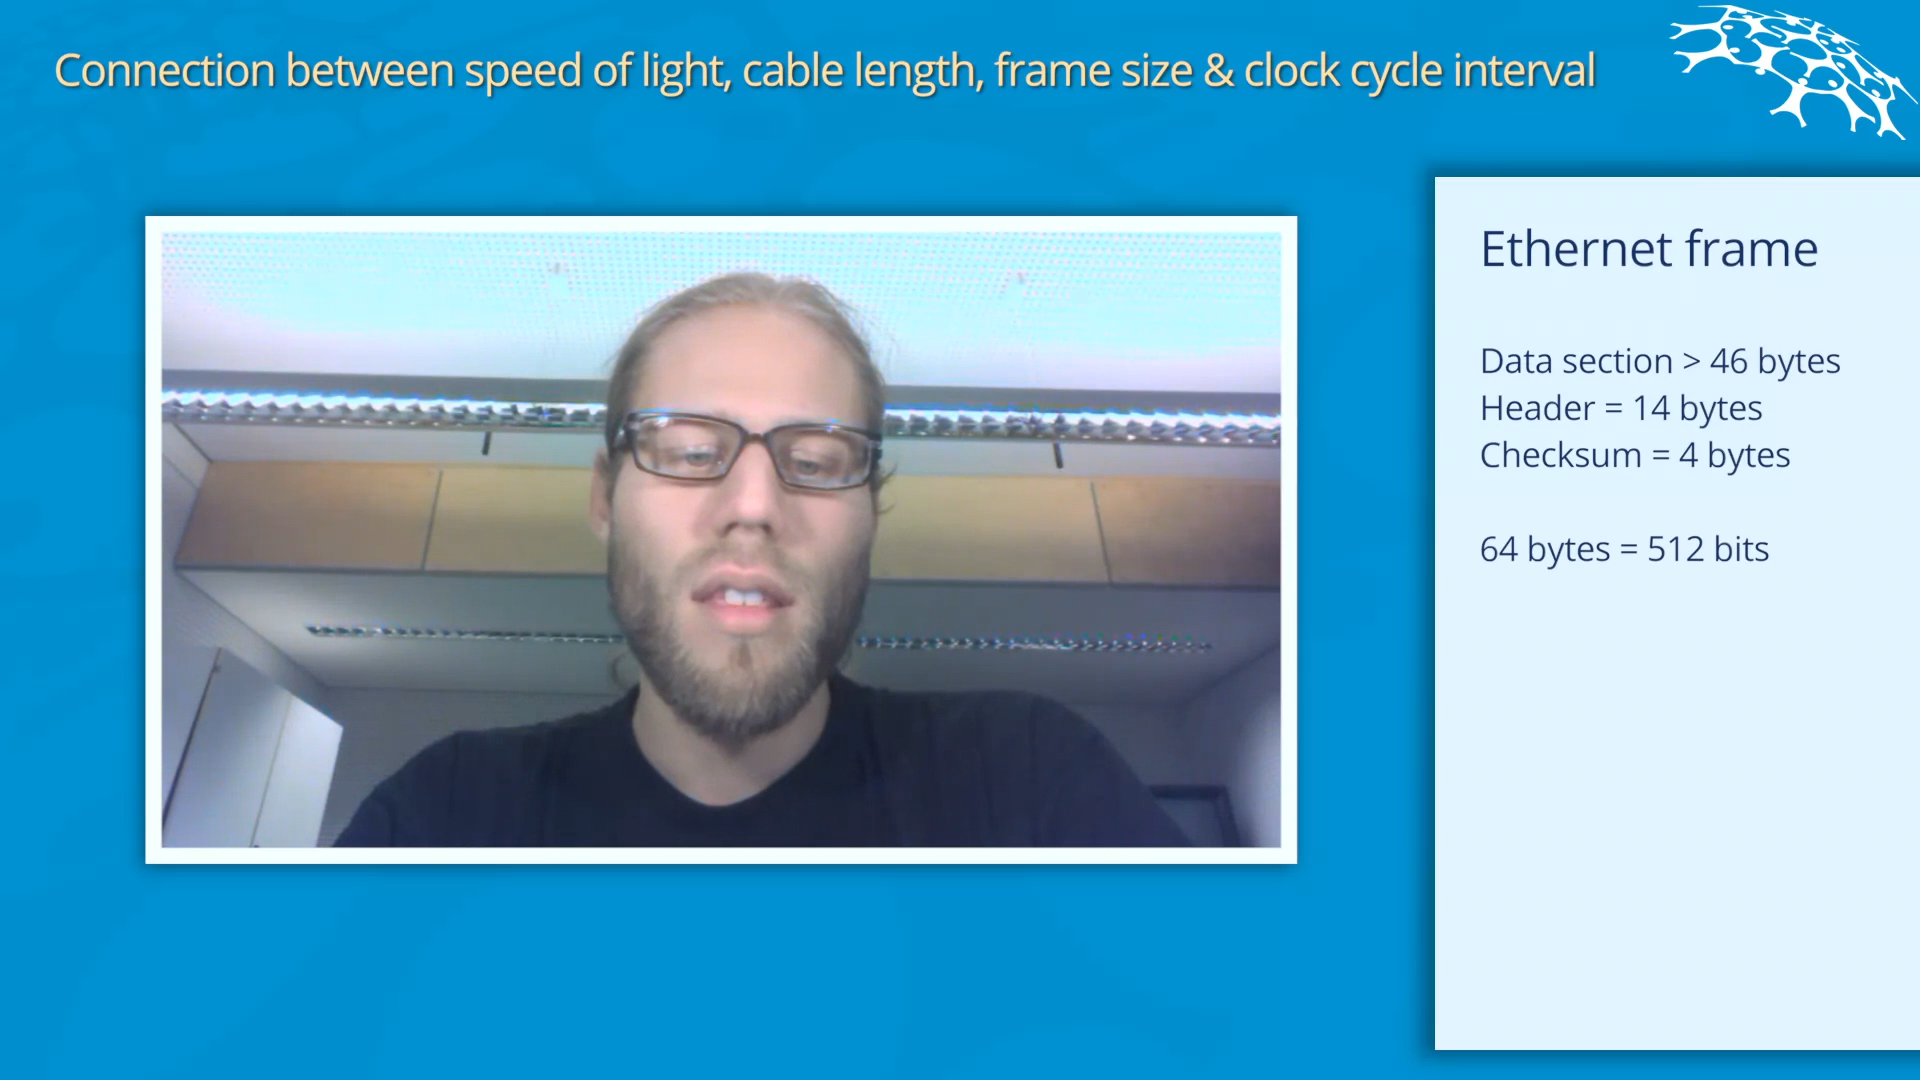 Connection between speed of light, cable length, frame size & clock cycle interval
Ethernet frame
Data section > 46 bytes
Header = 14 bytes
Checksum = 4 bytes
64 bytes = 512 bits